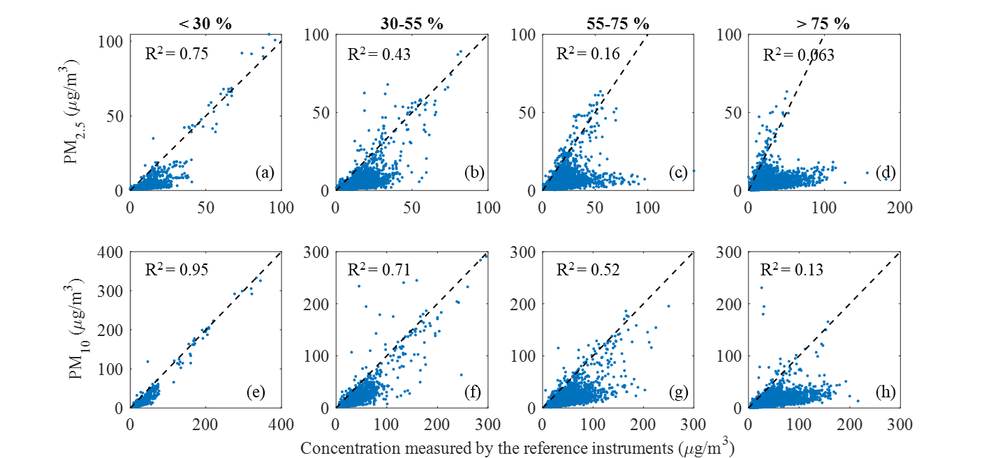 < 30 %
30-55 %
55-75 %
> 75 %
PM2.5 (μg/m³)
100
50
0
R² = 0.75
(a)
0 50 100
100
50
0
R² = 0.43
(b)
0 50 100
100
50
0
R² = 0.16
(c)
0 50 100
100
50
0
R² = 0.063
(d)
0 100 200
PM10 (μg/m³)
400
300
200
100
0
R² = 0.95
(e)
0 200 400
300
200
100
0
R² = 0.71
(f)
0 100 200 300
300
200
100
0
R² = 0.52
(g)
0 100 200 300
300
200
100
0
R² = 0.13
(h)
0 100 200 300
Concentration measured by the reference instruments (μg/m³)